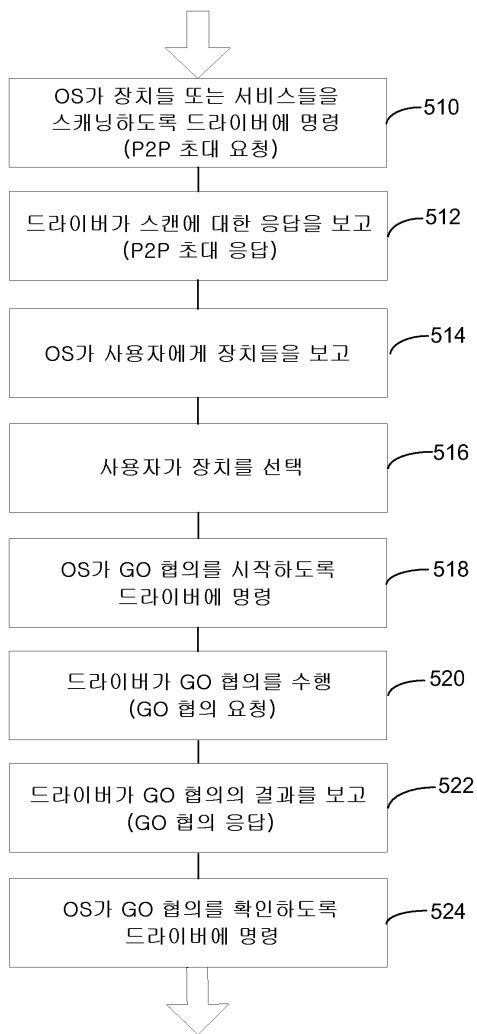 OS가 장치들 또는 서비스들을
스캐닝하도록 드라이버에 명령
(P2P 초대 요청)
510
드라이버가 스캔에 대한 응답을 보고
(P2P 초대 응답)
512
OS가 사용자에게 장치들을 보고
514
사용자가 장치를 선택
516
OS가 GO 협의를 시작하도록
드라이버에 명령
518
드라이버가 GO 협의를 수행
(GO 협의 요청)
520
드라이버가 GO 협의의 결과를 보고
(GO 협의 응답)
522
OS가 GO 협의를 확인하도록
드라이버에 명령
524